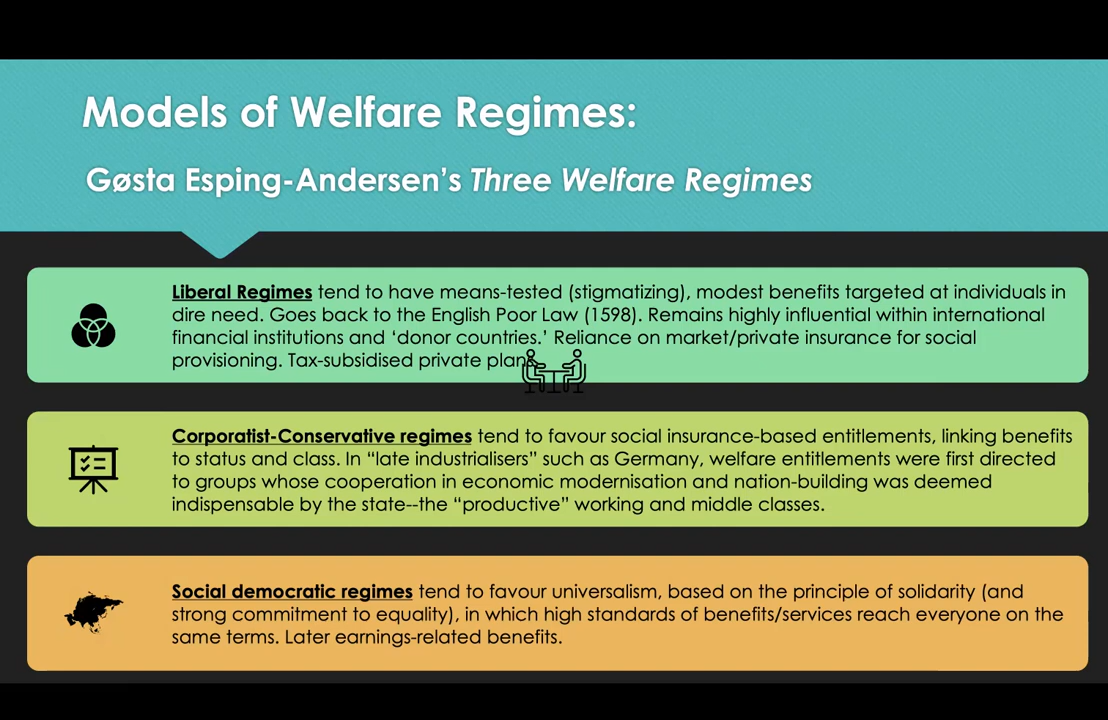 Models of Welfare Regimes:
Gøsta Esping-Andersen’s Three Welfare Regimes
Liberal Regimes tend to have means-tested (stigmatizing), modest benefits targeted at individuals in
dire need. Goes back to the English Poor Law (1598). Remains highly influential within international
financial institutions and ‘donor countries.’ Reliance on market/private insurance for social
provisioning. Tax-subsidised private
Corporatist-Conservative regimes tend to favour social insurance-based entitlements, linking benefits
to status and class. In “late industrialisers” such as Germany, welfare entitlements were first directed
to groups whose cooperation in economic modernisation and nation-building was deemed
indispensable by the state--the “productive” working and middle classes.
Social democratic regimes tend to favour universalism, based on the principle of solidarity (and
strong commitment to equality), in which high standards of benefits/services reach everyone on the
same terms. Later earnings-related benefits.